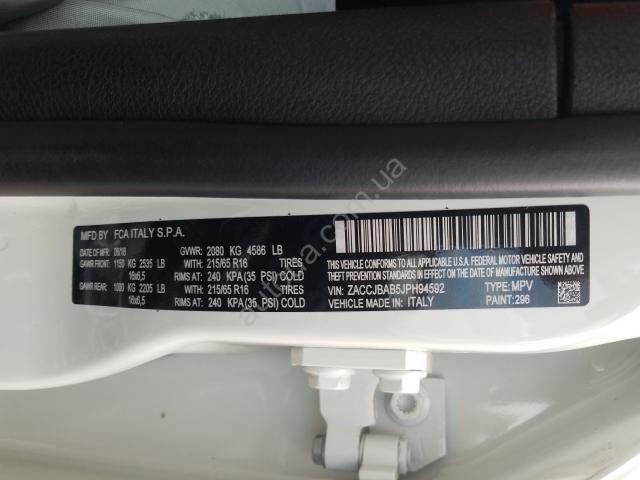 MFD BY FCA ITALY S.P.A.
DATE OF MFG: 06/18 GVWR: 2080 KG 4586 LB
GAWR FRONT: 1150 KG 2535 LB 215/65 R16 TIRES
16x6,5 RIMS AT: 240 KPA (35 PSI) COLD
GAWR REAR: 1000 KG 2205 LB 215/65 R16 TIRES
16x6,5 RIMS AT: 240 KPA (35 PSI) COLD
THIS VEHICLE CONFORMS TO ALL APPLICABLE
U.S.A. FEDERAL MOTOR VEHICLE SAFETY, BUMPER,
AND THEFT PREVENTION STANDARDS IN EFFECT ON
THE DATE OF MANUFACTURE SHOWN ABOVE.
VIN: ZACCJBAB5JPH94592 TYPE: MPV
VEHICLE MADE IN: ITALY PAINT: 296
autoria.com.ua